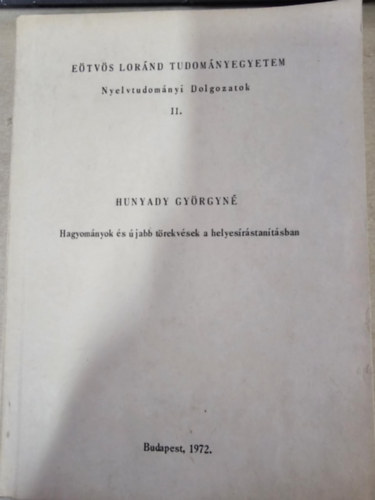 EÖTVÖS LORÁND TUDOMÁNYEGYETEM
Nyelvtudományi Dolgozatok
II.
HUNYADY GYÖRGYNÉ
Hagyományok és újabb törekvések a helyesírástanításban
Budapest, 1972.